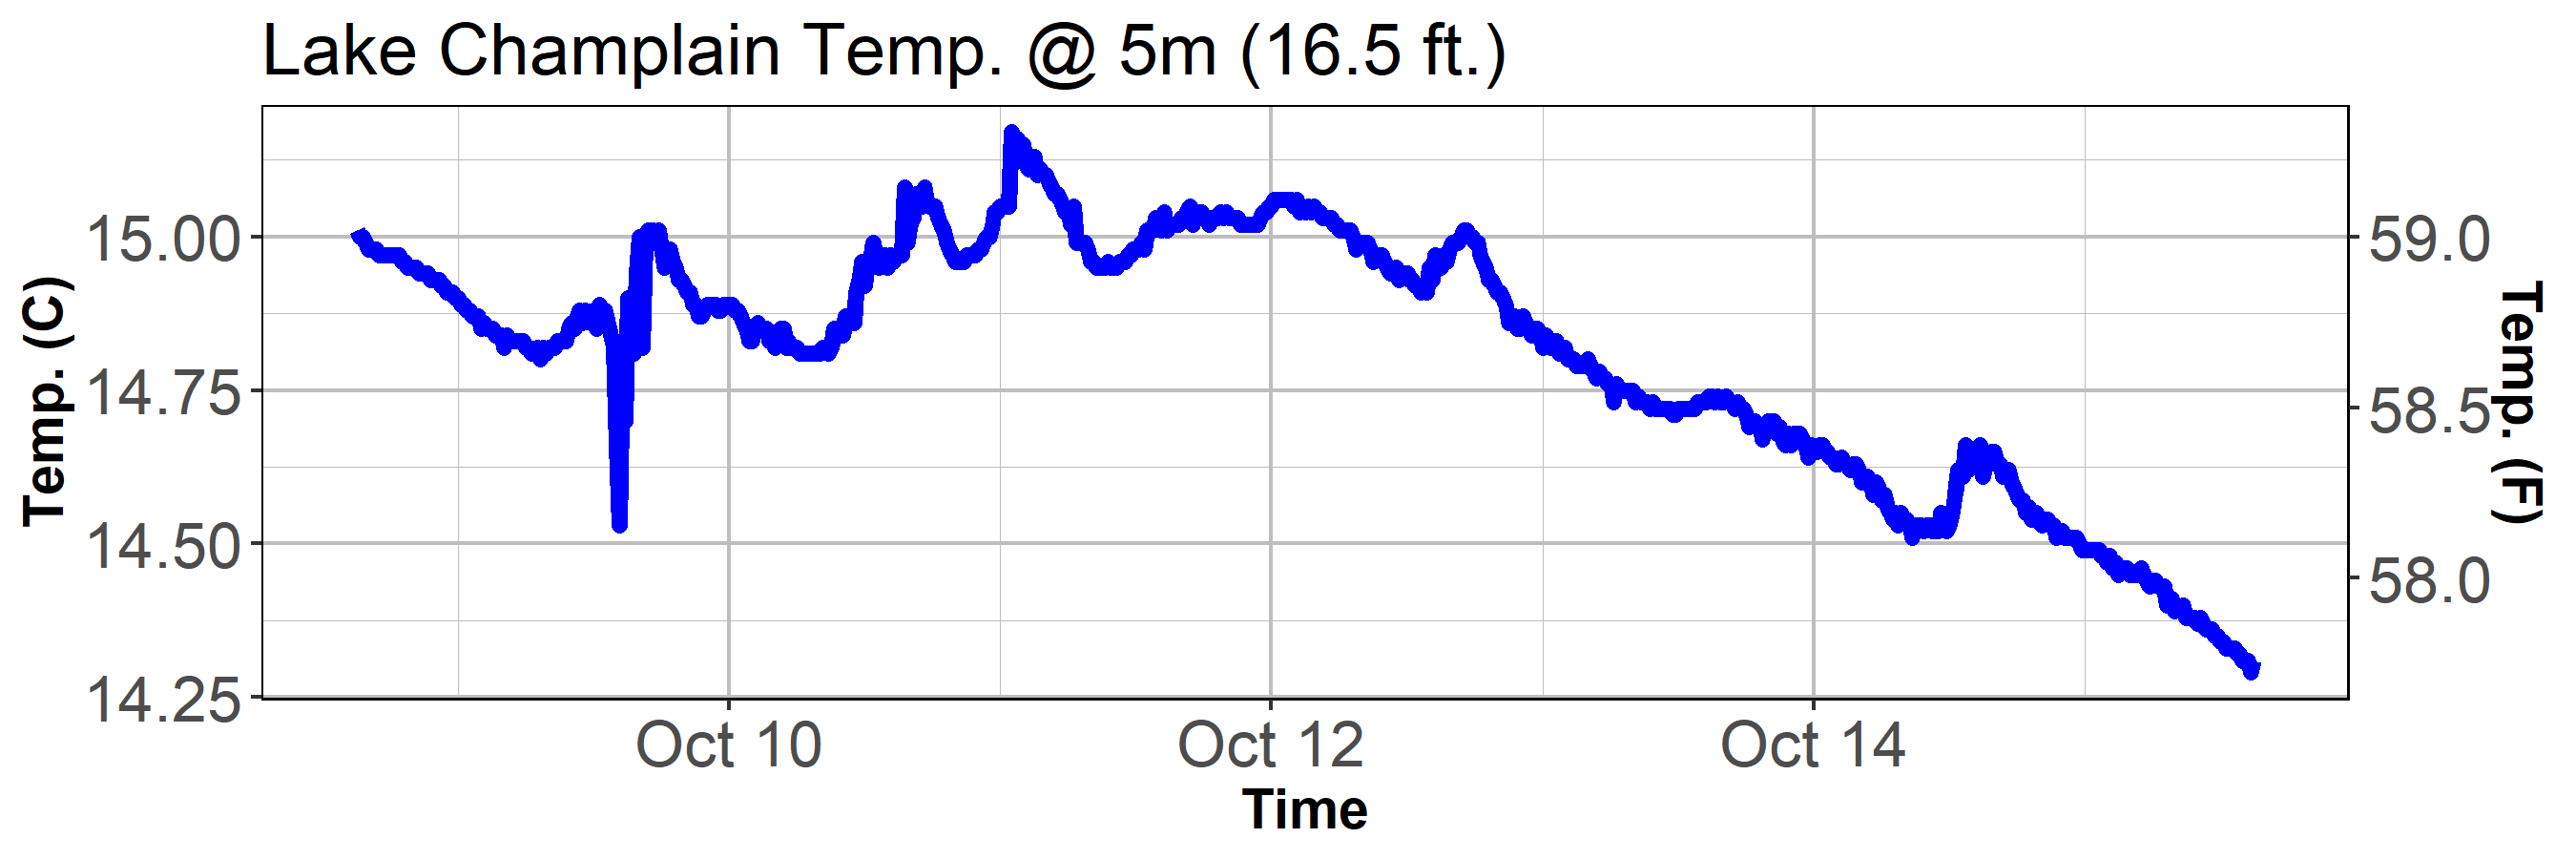 Lake Champlain Temp. @ 5m (16.5 ft.)
Temp. (C)
15.00
14.75
14.50
14.25
59.0
58.5
58.0
Temp. (F)
Oct 10 Oct 12 Oct 14
Time